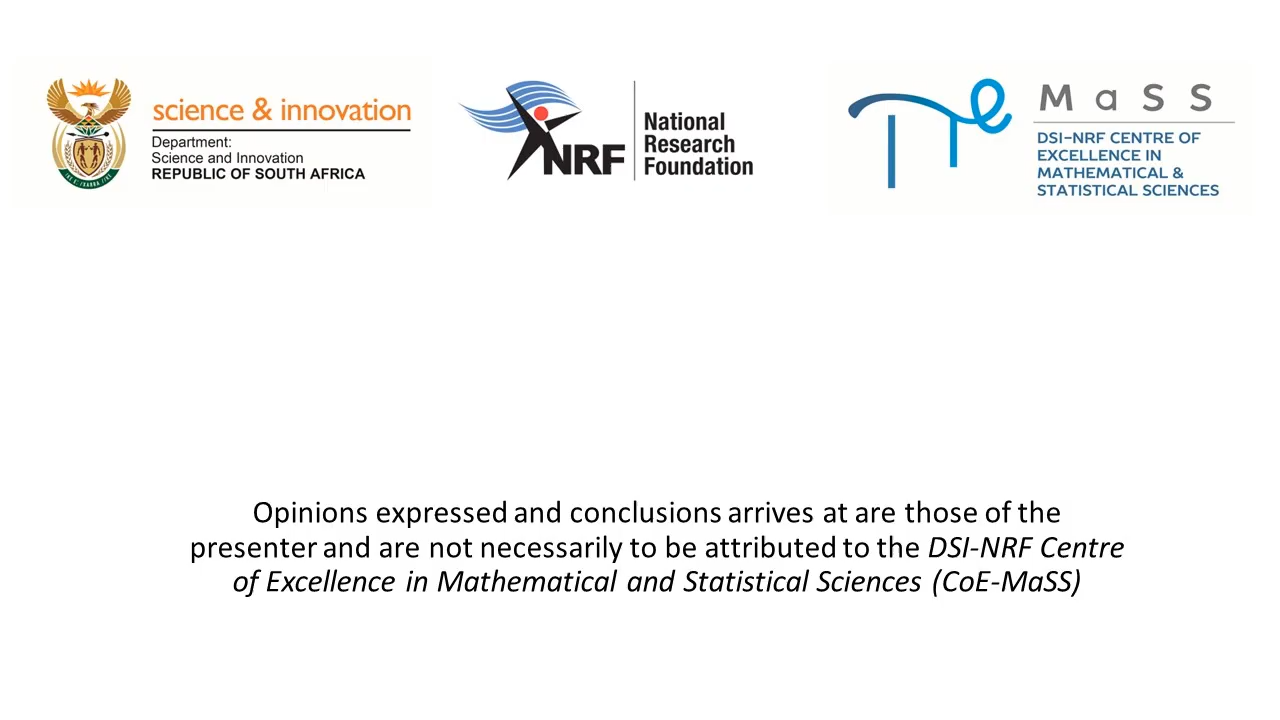 science & innovation
Department:
Science and Innovation
REPUBLIC OF SOUTH AFRICA
NRF
National
Research
Foundation
MaSS
DSI-NRF CENTRE OF
EXCELLENCE IN
MATHEMATICAL &
STATISTICAL SCIENCES
Opinions expressed and conclusions arrives at are those of the
presenter and are not necessarily to be attributed to the DSI-NRF Centre
of Excellence in Mathematical and Statistical Sciences (CoE-MaSS)